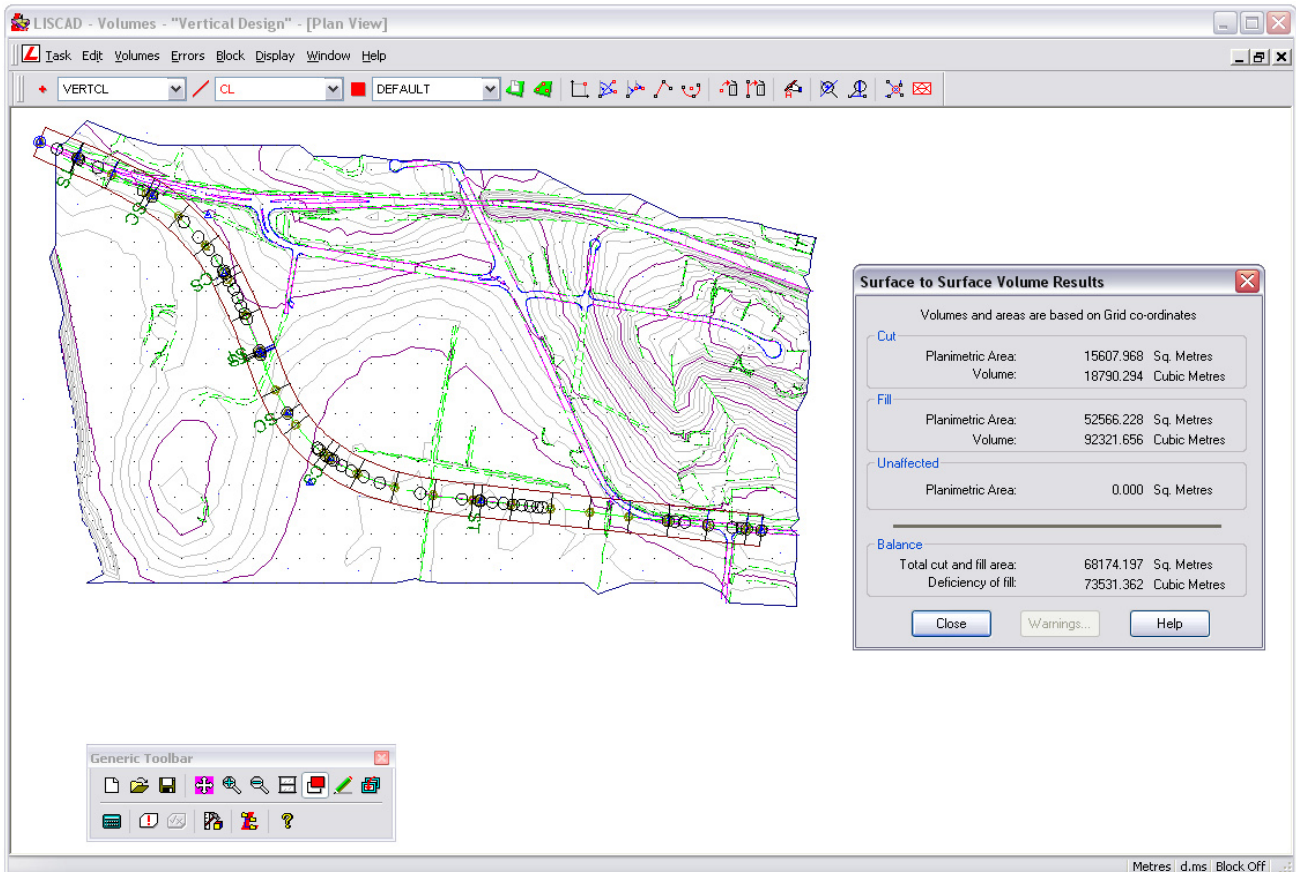 LISCAD - Volumes - "Vertical Design" - [Plan View]
Task Edit Volumes Errors Block Display Window Help
VERTCL CL DEFAULT
SC
CS
SC
CS
Surface to Surface Volume Results
Volumes and areas are based on Grid co-ordinates
Cut
Planimetric Area: 15607.968 Sq. Metres
Volume: 18790.294 Cubic Metres
Fill
Planimetric Area: 52566.228 Sq. Metres
Volume: 92321.656 Cubic Metres
Unaffected
Planimetric Area: 0.000 Sq. Metres
Balance
Total cut and fill area: 68174.197 Sq. Metres
Deficiency of fill: 73531.362 Cubic Metres
Close Warnings... Help
Generic Toolbar
Metres d.ms Block Off